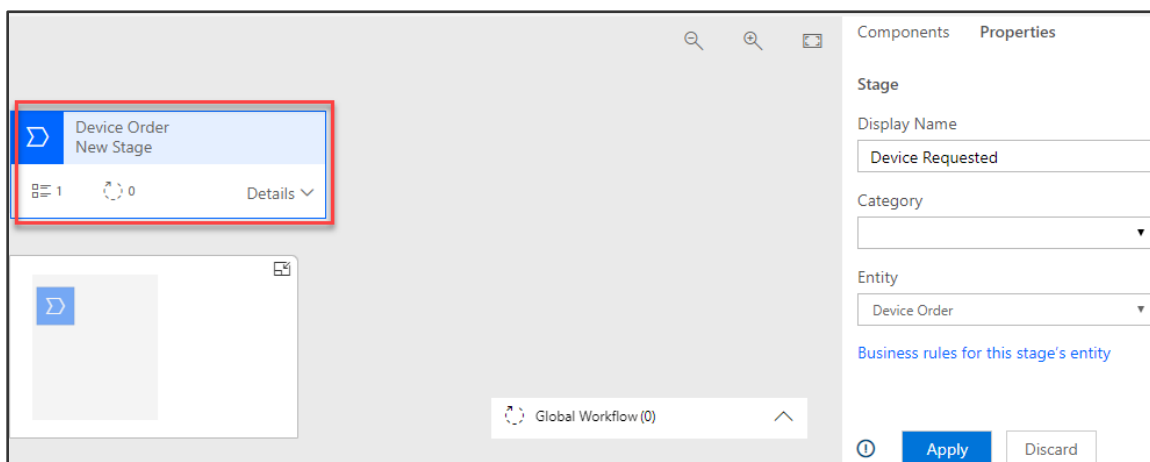 Components Properties
Stage
Display Name
Device Requested
Category
Entity
Device Order
Business rules for this stage's entity
Apply Discard
Device Order
New Stage
1 0 Details
Global Workflow (0)